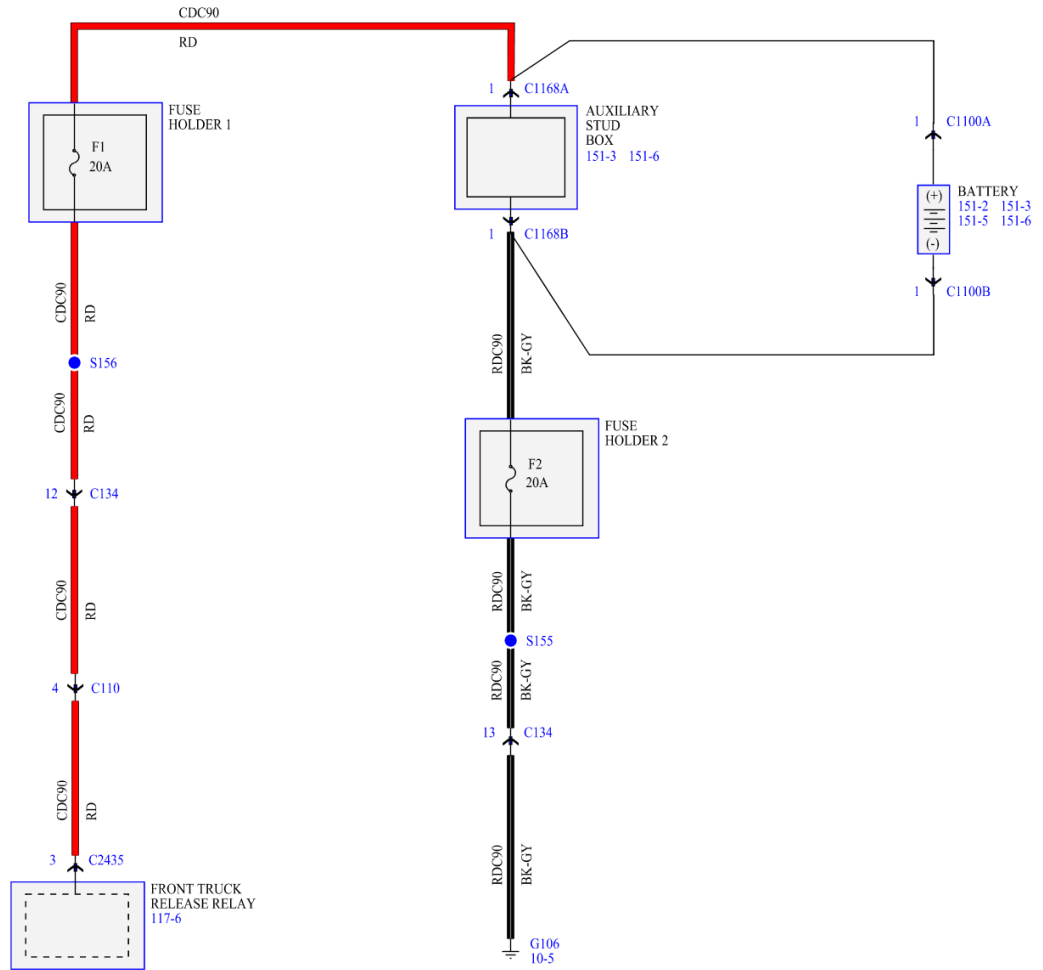 CDC90
RD
1 C1168A
FUSE
HOLDER 1
F1
20A
AUXILIARY
STUD
BOX
151-3 151-6
1 C1100A
BATTERY
151-2 151-3
151-5 151-6
(+)
(-)
1 C1168B
1 C1100B
CDC90
RD
S156
RDC90
BK-GY
CDC90
RD
FUSE
HOLDER 2
F2
20A
12 C134
CDC90
RD
RDC90
BK-GY
S155
RDC90
BK-GY
4 C110
13 C134
CDC90
RD
3 C2435
RDC90
BK-GY
FRONT TRUCK
RELEASE RELAY
117-6
G106
10-5